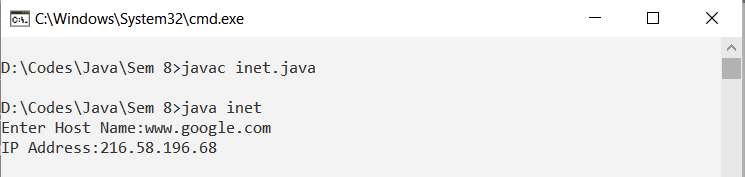 C:\Windows\System32\cmd.exe
D:\Codes\Java\Sem 8>javac inet.java
D:\Codes\Java\Sem 8>java inet
Enter Host Name:www.google.com
IP Address:216.58.196.68